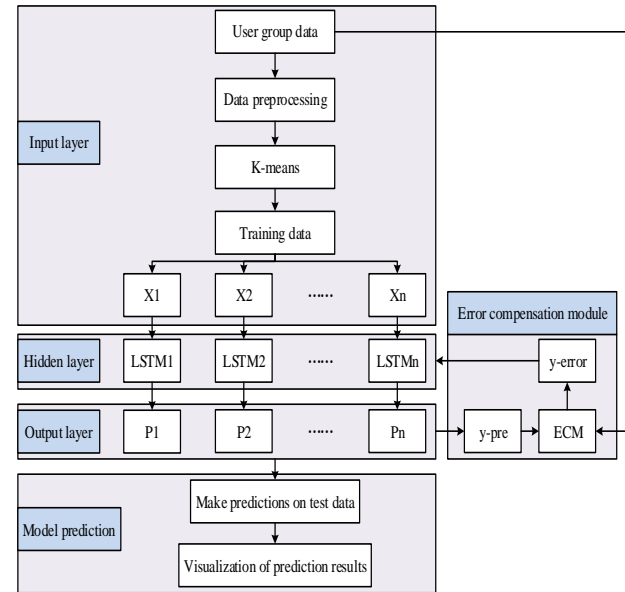 User group data
Data preprocessing
Input layer
K-means
Training data
X1 X2 ...... Xn
Error compensation module
Hidden layer LSTM1 LSTM2 ...... LSTMn
y-error
Output layer P1 P2 ...... Pn
y-pre ECM
Make predictions on test data
Model prediction
Visualization of prediction results